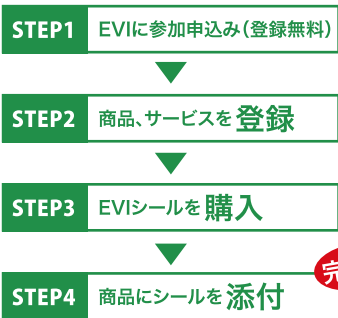 STEP1 EVIに参加申込み（登録無料）
STEP2 商品、サービスを登録
STEP3 EVIシールを購入
STEP4 商品にシールを添付
完